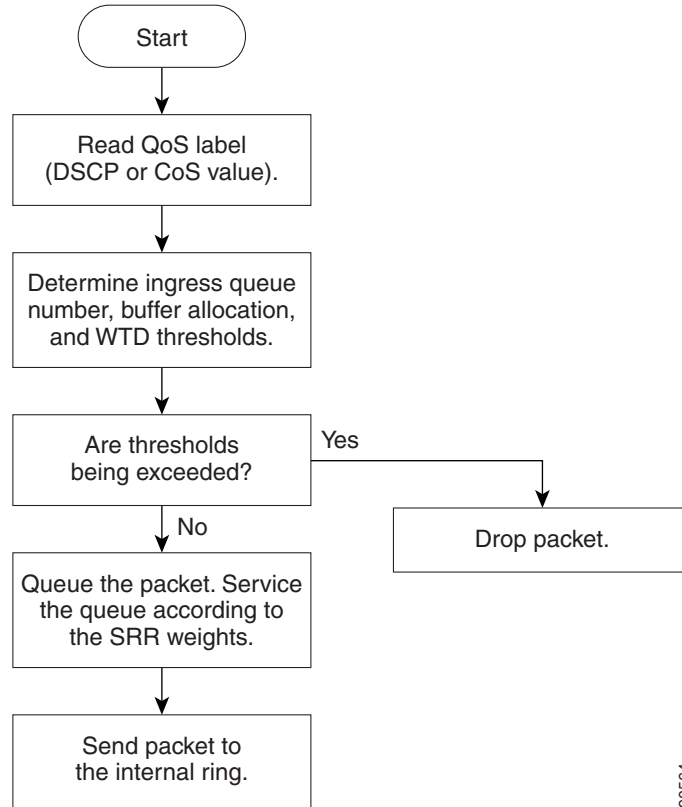 Start
Read QoS label
(DSCP or CoS value).
Determine ingress queue
number, buffer allocation,
and WTD thresholds.
Are thresholds
being exceeded?
Yes
No
Drop packet.
Queue the packet. Service
the queue according to
the SRR weights.
Send packet to
the internal ring.